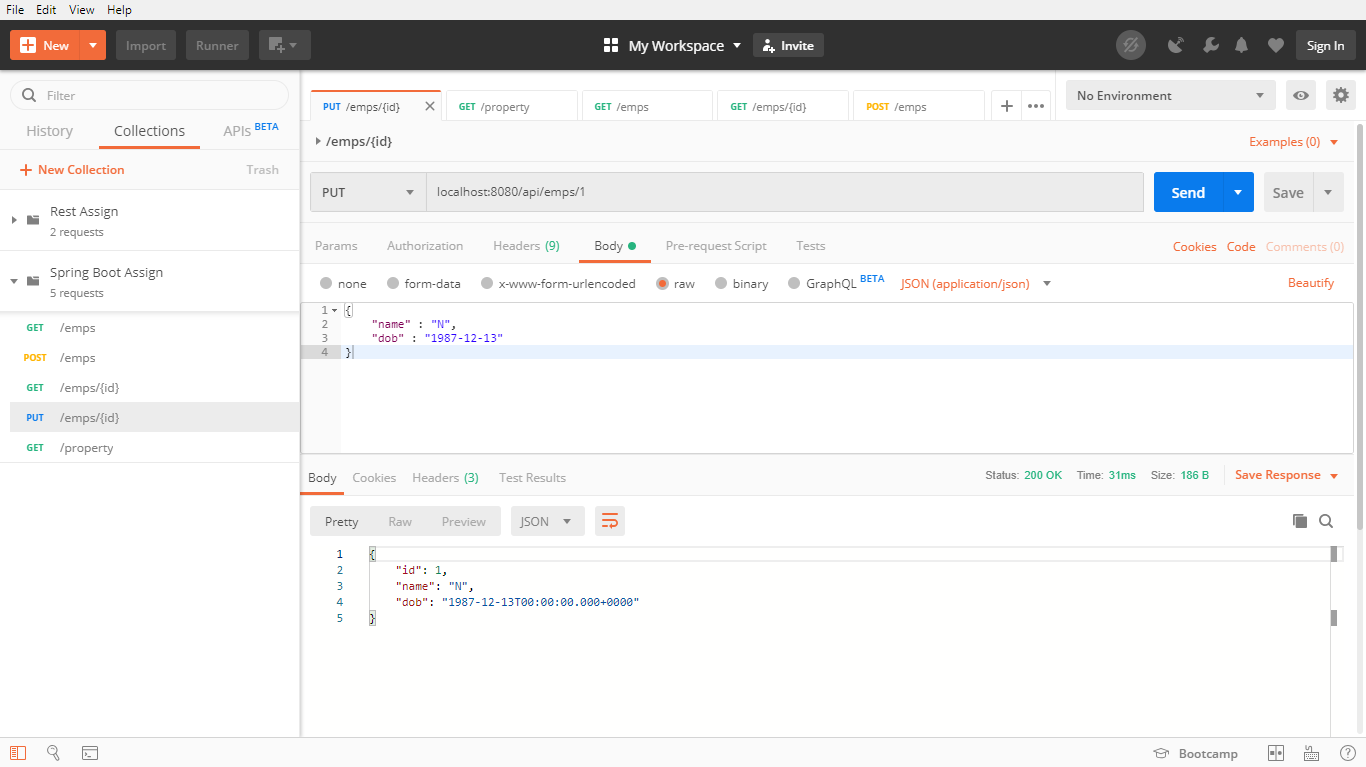 File Edit View Help
New Import Runner My Workspace Invite Sign In
Filter
History Collections APIs BETA
New Collection Trash
Rest Assign
2 requests
Spring Boot Assign
5 requests
GET /emps
POST /emps
GET /emps/{id}
PUT /emps/{id}
GET /property
PUT /emps/{id} GET /property GET /emps GET /emps/{id} POST /emps No Environment
/emps/{id} Examples (0)
PUT localhost:8080/api/emps/1 Send Save
Params Authorization Headers (9) Body Pre-request Script Tests Cookies Code Comments (0)
none form-data x-www-form-urlencoded raw binary GraphQL BETA JSON (application/json) Beautify
1 {
2 "name" : "N",
3 "dob" : "1987-12-13"
4 }
Body Cookies Headers (3) Test Results Status: 200 OK Time: 31ms Size: 186 B Save Response
Pretty Raw Preview JSON
1 {
2 "id": 1,
3 "name": "N",
4 "dob": "1987-12-13T00:00:00.000+0000"
5 }
Bootcamp